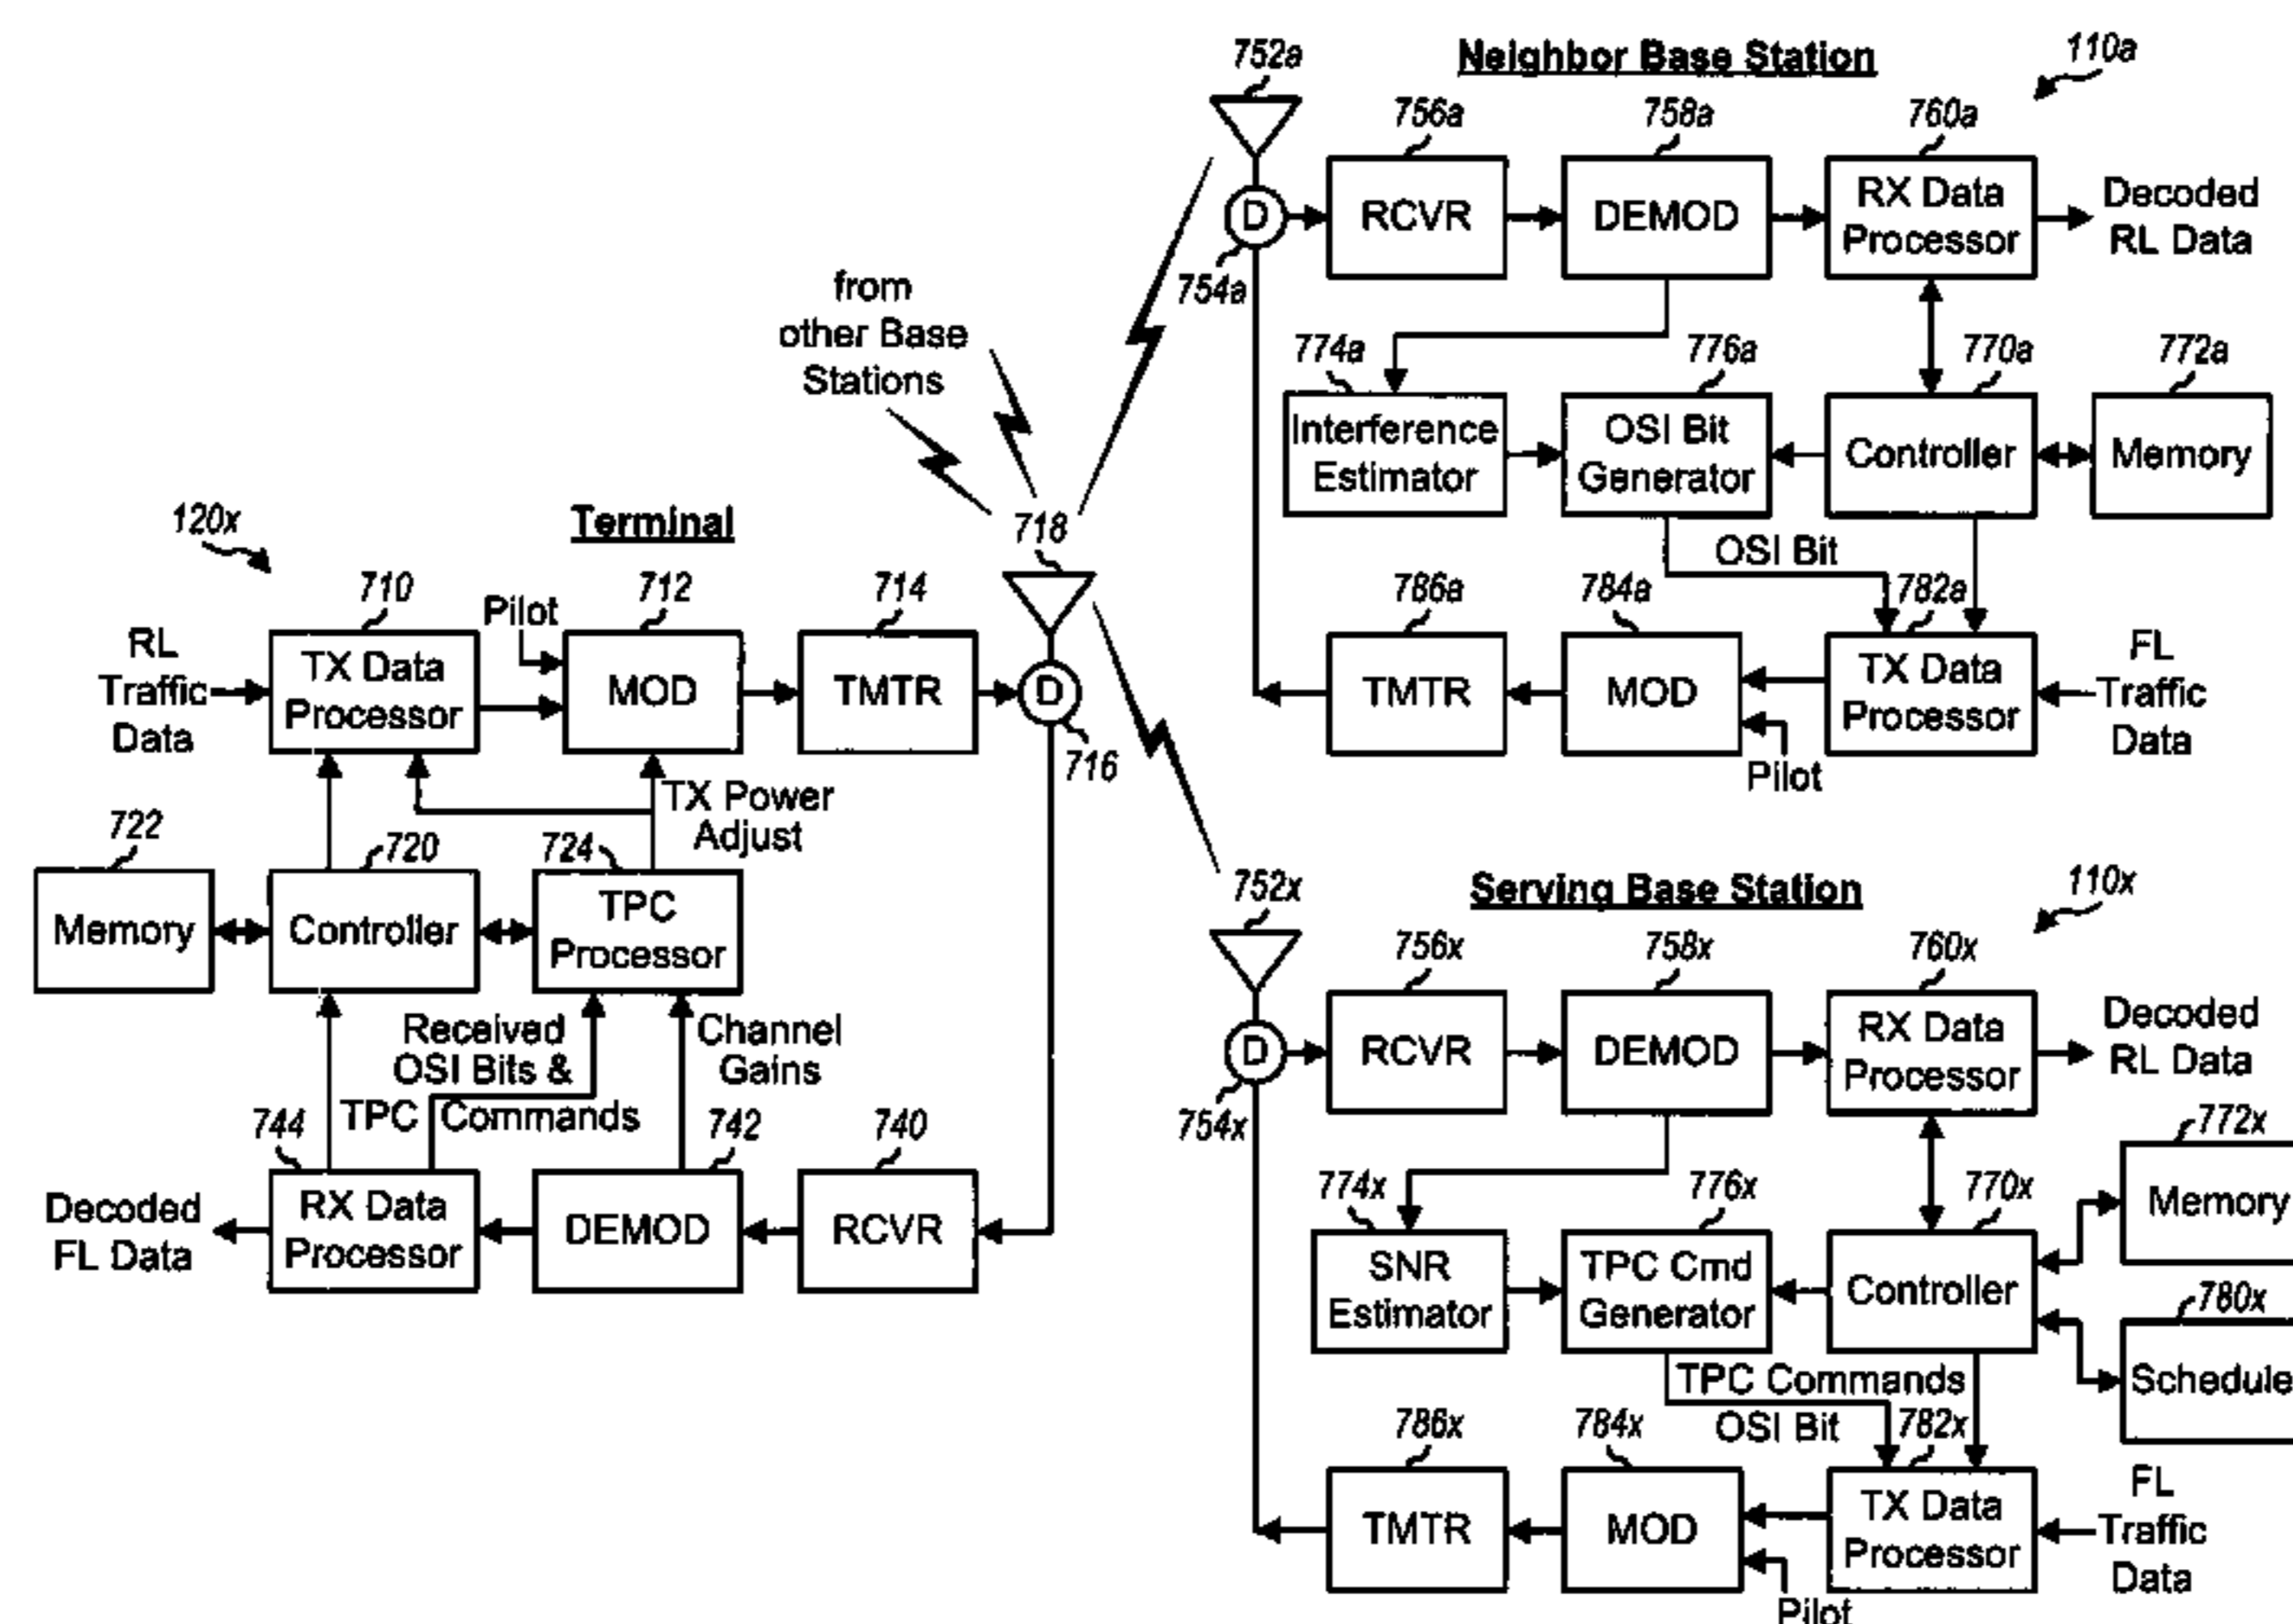 Neighbor Base Station
110a
752a
756a
758a
760a
D
RCVR
DEMOD
RX Data
Processor
Decoded
RL Data
754a
from
other Base
Stations
774a
776a
770a
772a
Interference
Estimator
OSI Bit
Generator
Controller
Memory
OSI Bit
786a
784a
782a
TMTR
MOD
TX Data
Processor
FL
Traffic
Data
Pilot
120x
Terminal
718
710
Pilot
712
714
RL
Traffic
Data
TX Data
Processor
MOD
TMTR
D
716
TX Power
Adjust
722
720
724
Memory
Controller
TPC
Processor
Received
OSI Bits &
TPC Commands
Channel
Gains
744
742
740
Decoded
FL Data
RX Data
Processor
DEMOD
RCVR
Serving Base Station
110x
752x
756x
758x
760x
D
RCVR
DEMOD
RX Data
Processor
Decoded
RL Data
754x
774x
776x
770x
772x
Memory
SNR
Estimator
TPC Cmd
Generator
Controller
780x
Schedule
TPC Commands
OSI Bit
786x
784x
782x
TMTR
MOD
TX Data
Processor
FL
Traffic
Data
Pilot